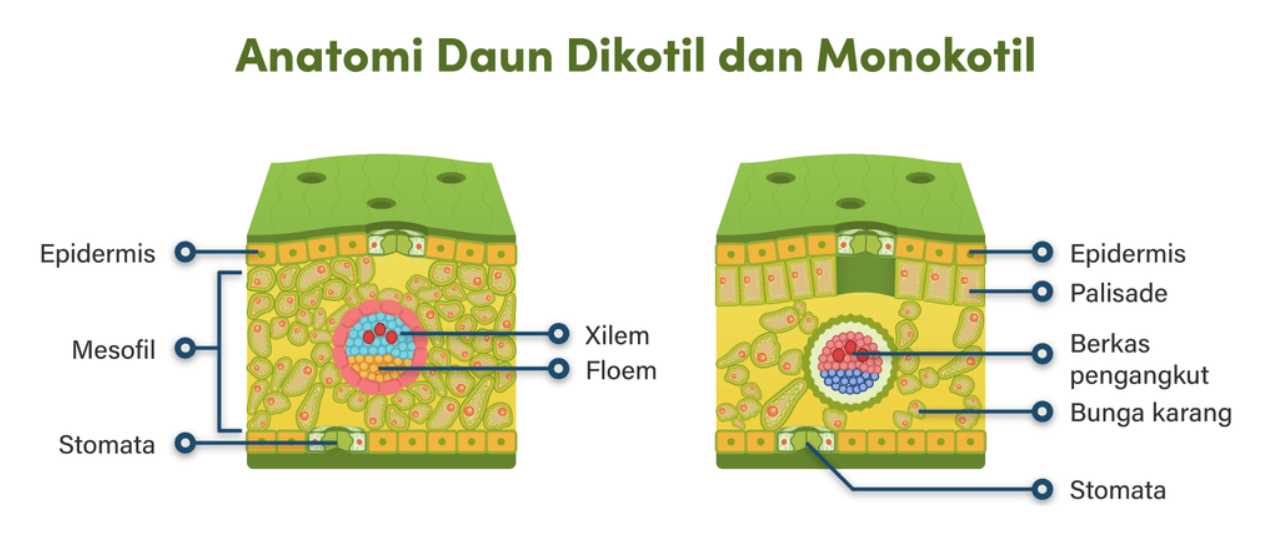 Anatomi Daun Dikotil dan Monokotil
Epidermis
Mesofil
Stomata
Xilem
Floem
Epidermis
Palisade
Berkas
pengangkut
Bunga karang
Stomata